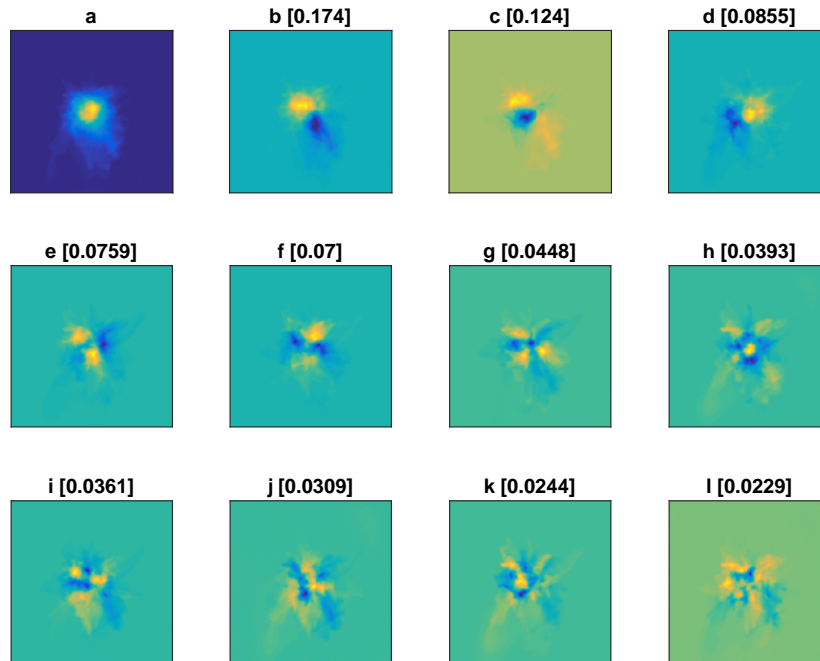 a b [0.174] c [0.124] d [0.0855]
e [0.0759] f [0.07] g [0.0448] h [0.0393]
i [0.0361] j [0.0309] k [0.0244] l [0.0229]